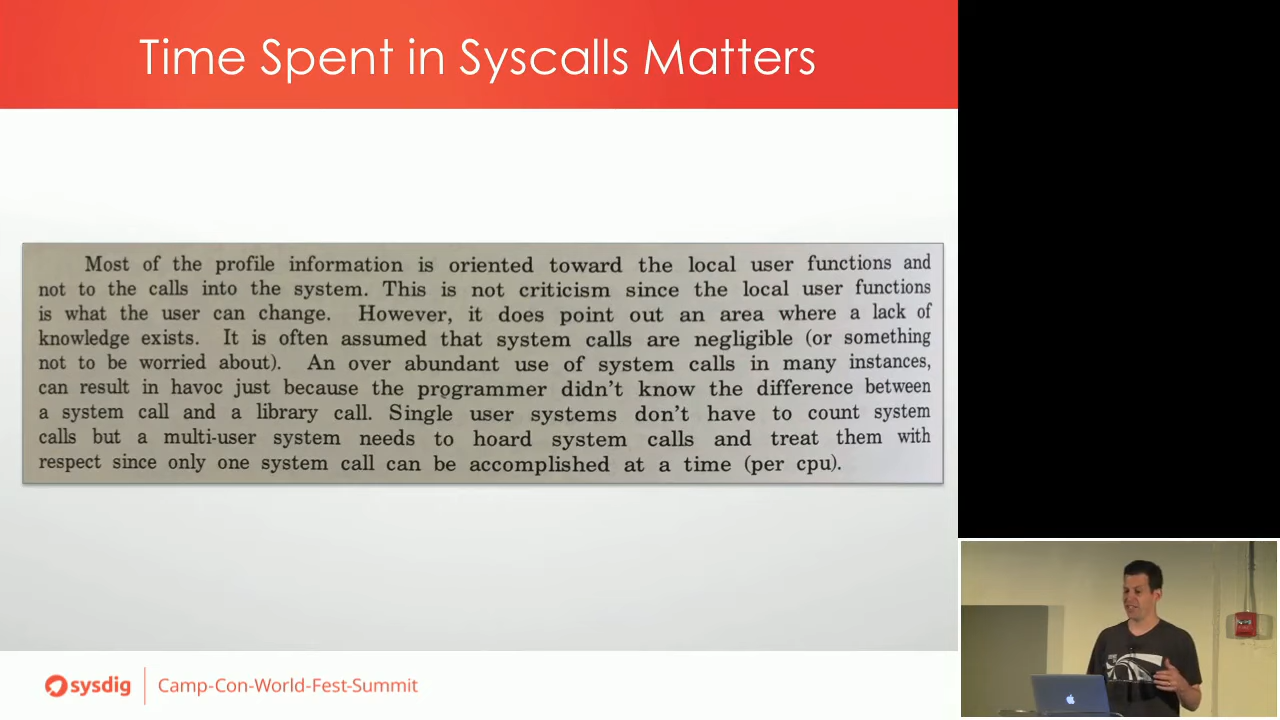 Time Spent in Syscalls Matters
Most of the profile information is oriented toward the local user functions and
not to the calls into the system. This is not criticism since the local user functions
is what the user can change. However, it does point out an area where a lack of
knowledge exists. It is often assumed that system calls are negligible (or something
not to be worried about). An over abundant use of system calls in many instances,
can result in havoc just because the programmer didn't know the difference between
a system call and a library call. Single user systems don't have to count system
calls but a multi-user system needs to hoard system calls and treat them with
respect since only one system call can be accomplished at a time (per cpu).
sysdig
Camp-Con-World-Fest-Summit